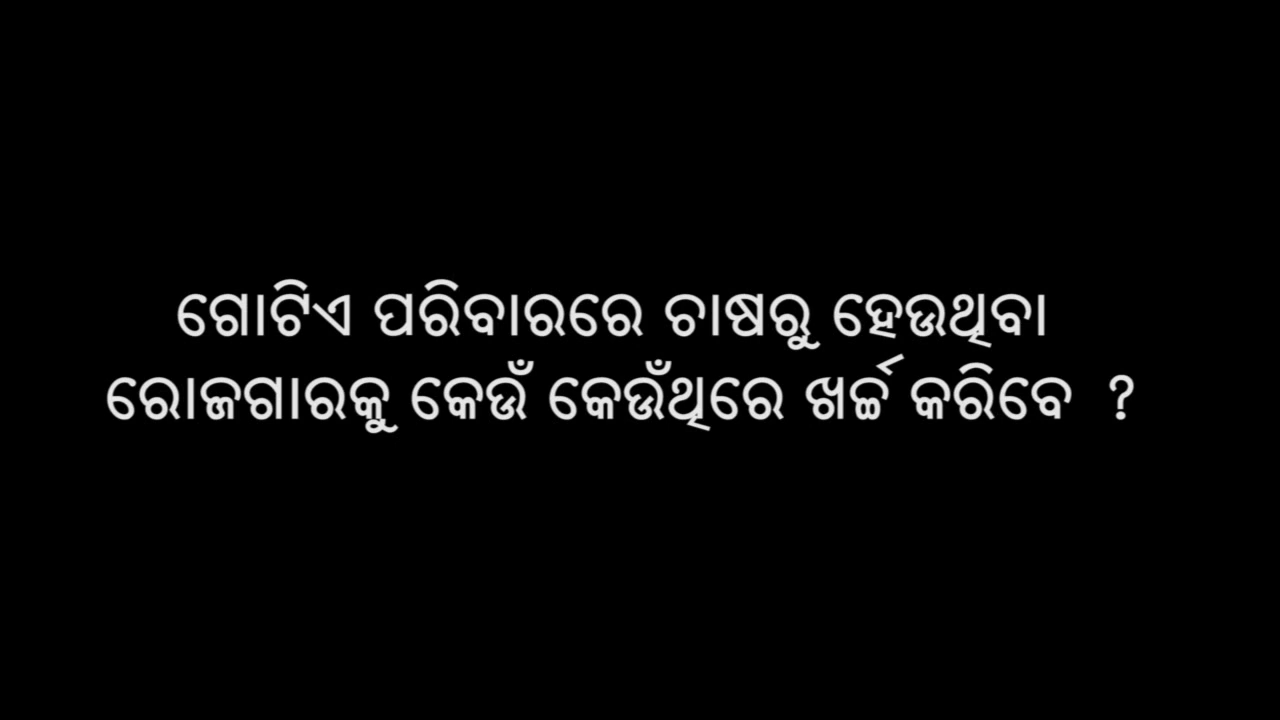 ଗୋଟିଏ ପରିବାରରେ ଚାଷରୁ ହେଉଥିବା
ରୋଜଗାରକୁ କେଉଁ କେଉଁଥିରେ ଖର୍ଚ୍ଚ କରିବେ ?